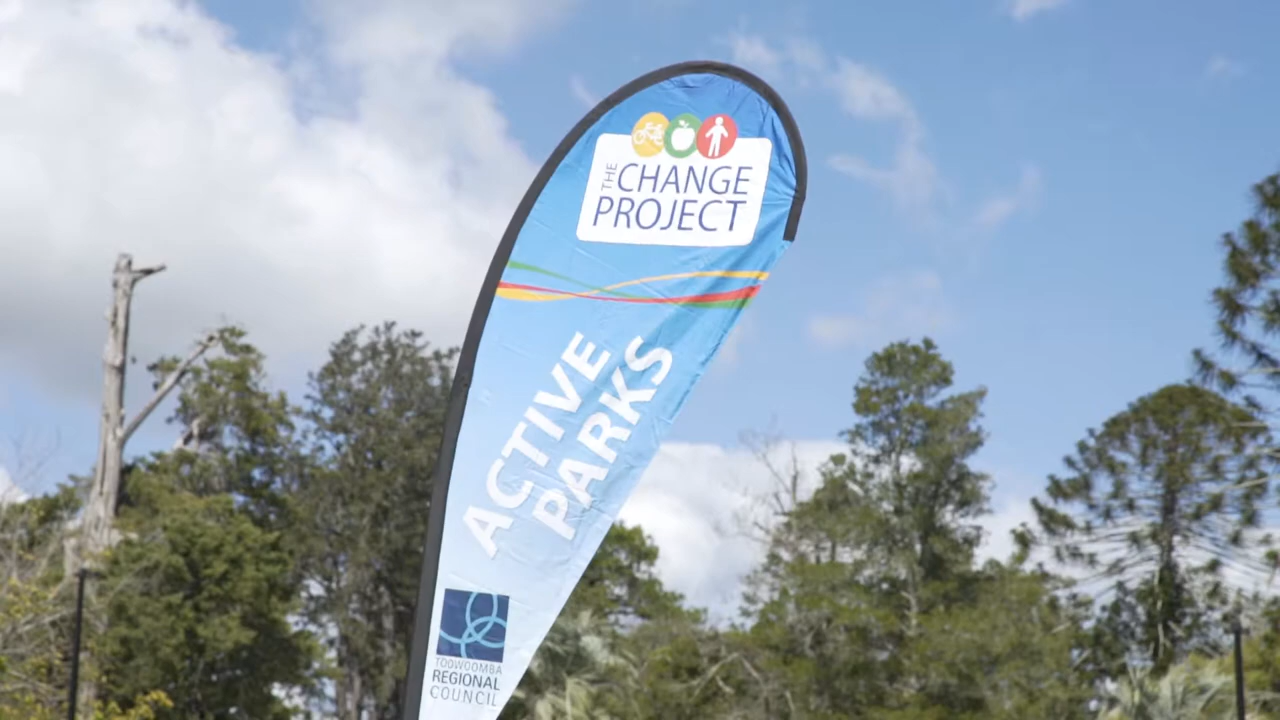 THE
CHANGE
PROJECT
ACTIVE
PARKS
TOOWOOMBA
REGIONAL
COUNCIL